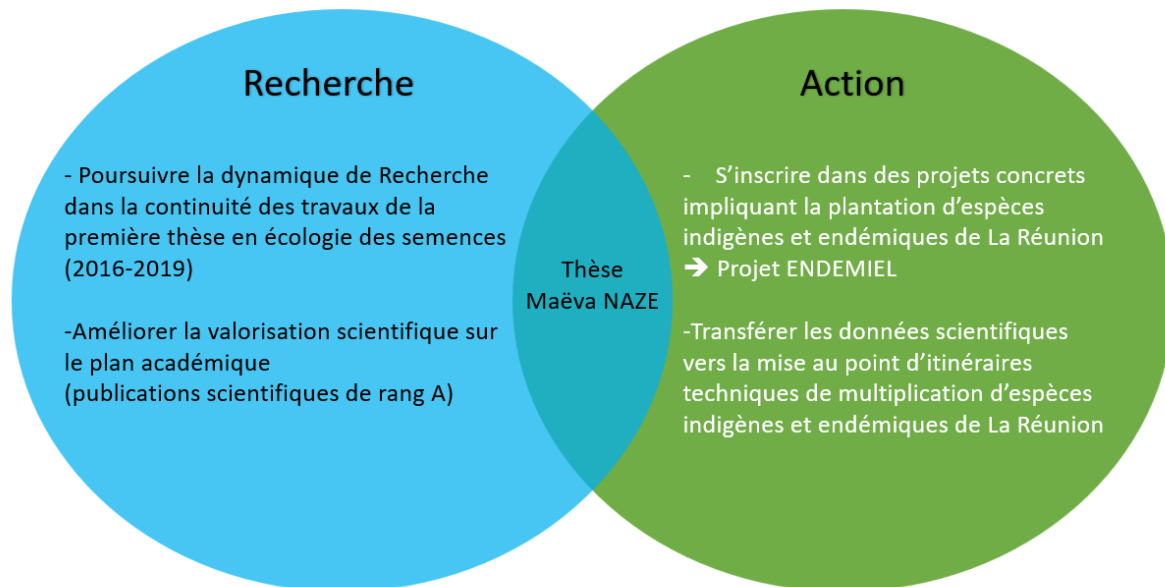 Recherche
- Poursuivre la dynamique de Recherche
dans la continuité des travaux de la
première thèse en écologie des semences
(2016-2019)
-Améliorer la valorisation scientifique sur
le plan académique
(publications scientifiques de rang A)
Thèse
Maëva NAZE
Action
- S’inscrire dans des projets concrets
impliquant la plantation d’espèces
indigènes et endémiques de La Réunion
➔ Projet ENDEMIEL
-Transférer les données scientifiques
vers la mise au point d’itinéraires
techniques de multiplication d’espèces
indigènes et endémiques de La Réunion